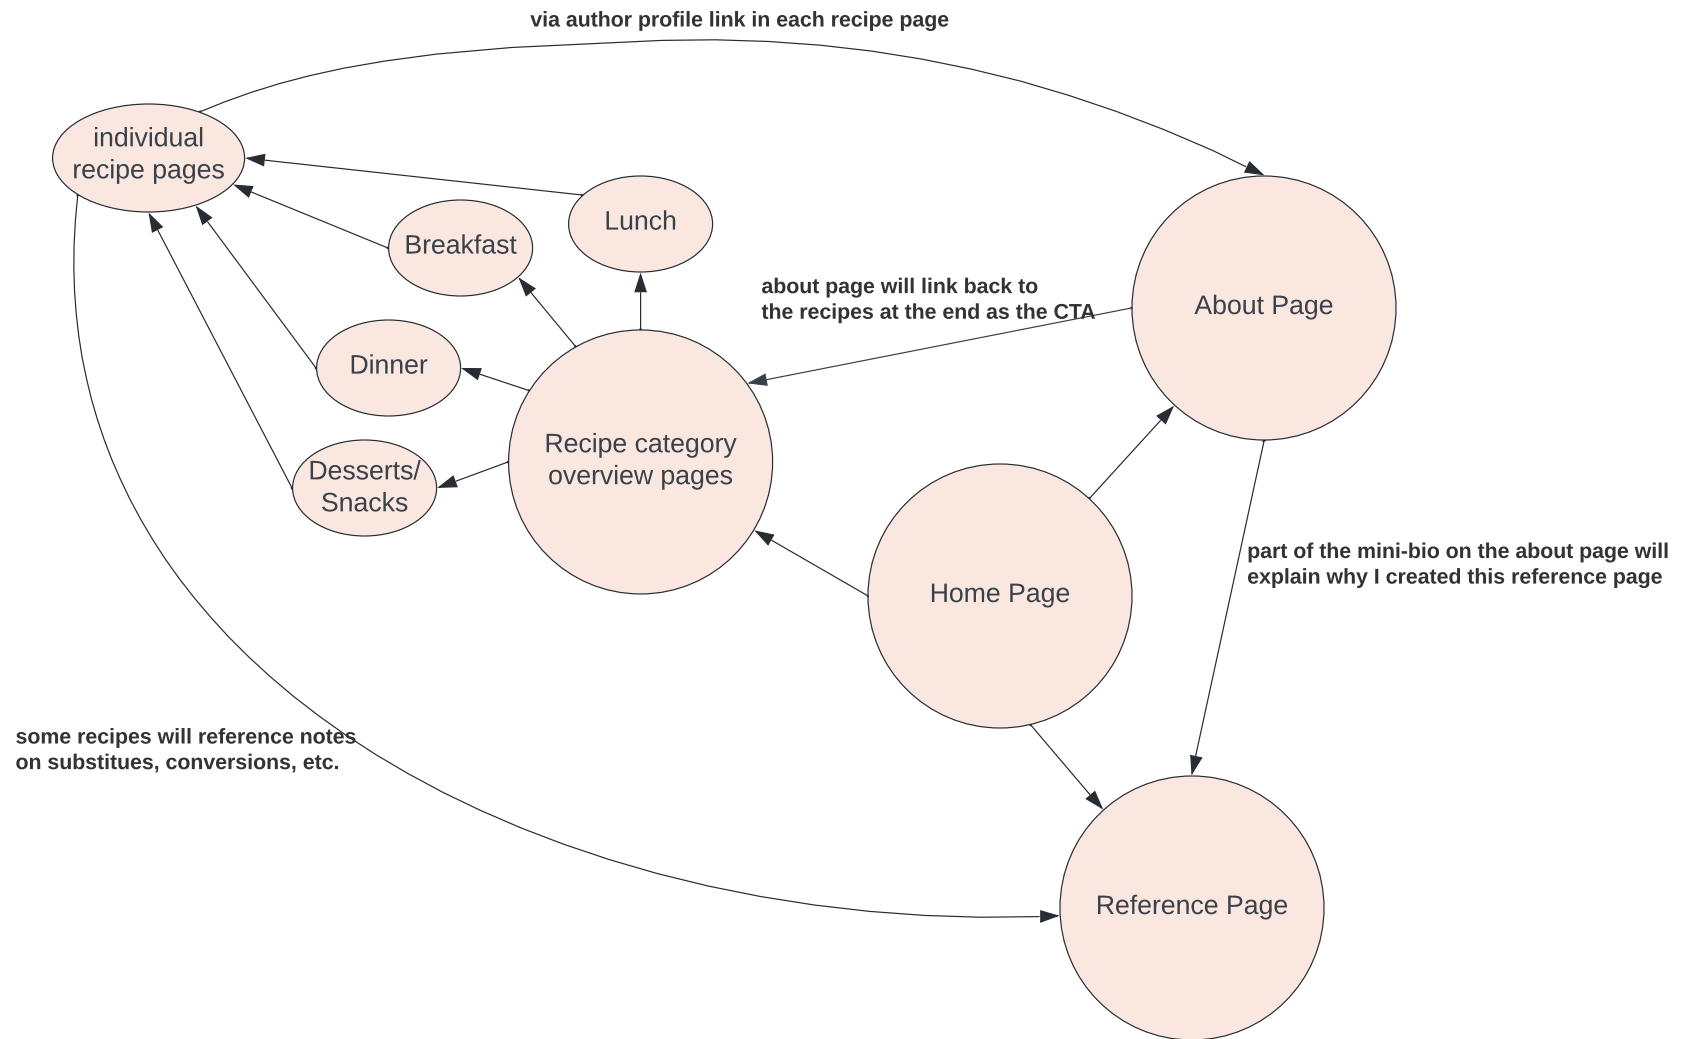 via author profile link in each recipe page
individual
recipe pages
Lunch
Breakfast
about page will link back to
the recipes at the end as the CTA
About Page
Dinner
Recipe category
overview pages
Desserts/
Snacks
part of the mini-bio on the about page will
explain why I created this reference page
Home Page
some recipes will reference notes
on substitues, conversions, etc.
Reference Page